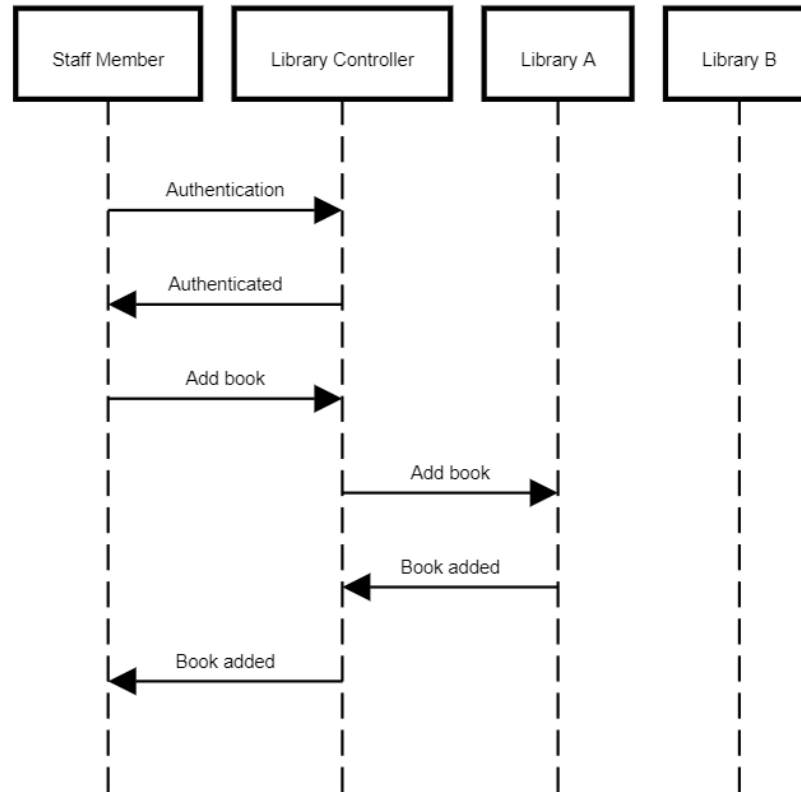 Staff Member
Library Controller
Library A
Library B
Authentication
Authenticated
Add book
Add book
Book added
Book added